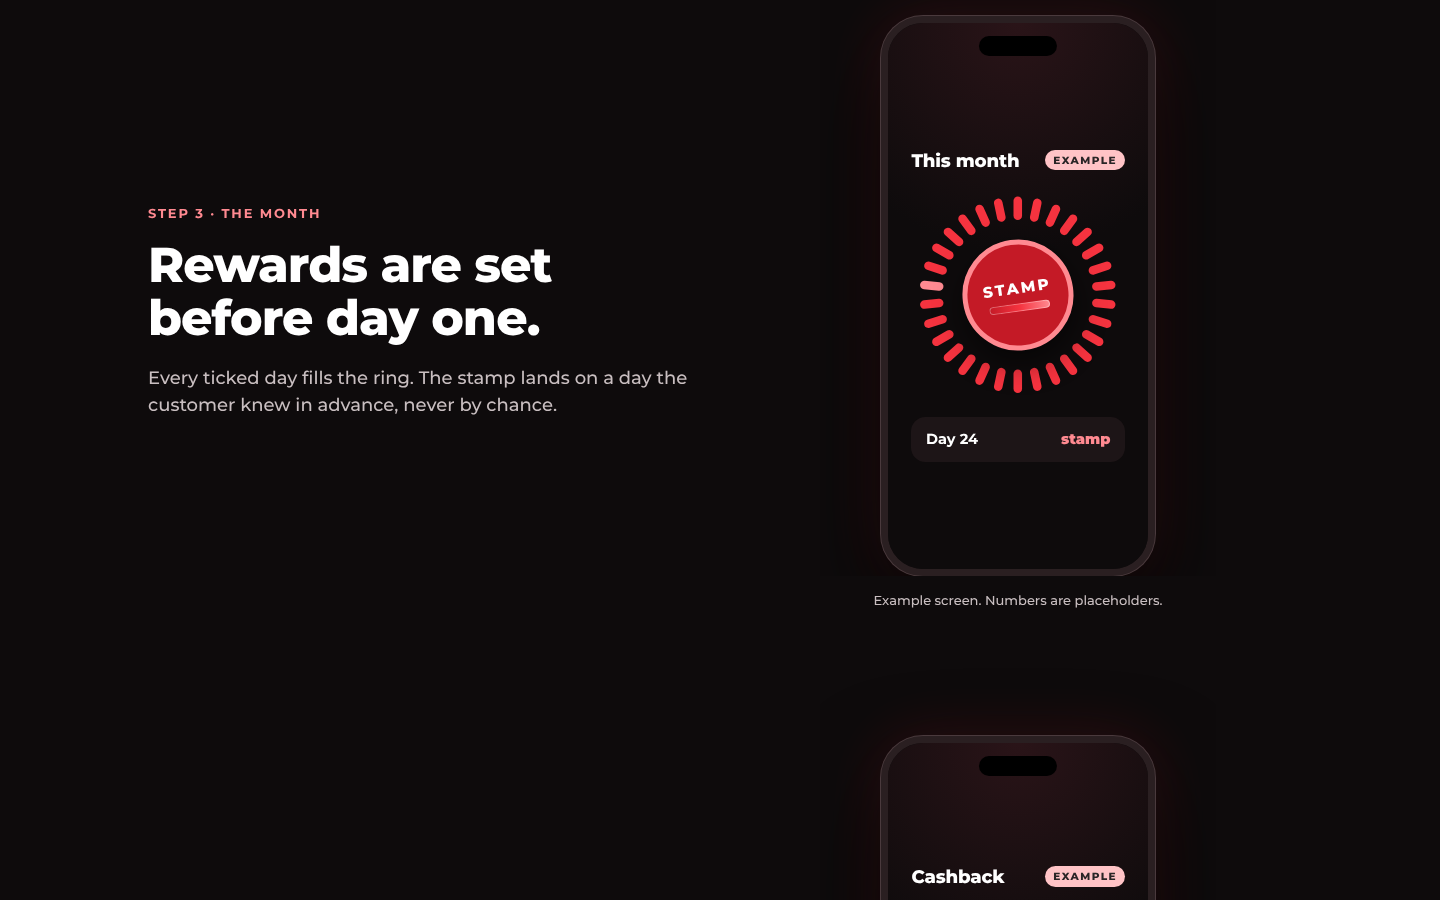 STEP 3 · THE MONTH
Rewards are set
before day one.
Every ticked day fills the ring. The stamp lands on a day the
customer knew in advance, never by chance.
This month
EXAMPLE
STAMP
Day 24
stamp
Example screen. Numbers are placeholders.
Cashback
EXAMPLE